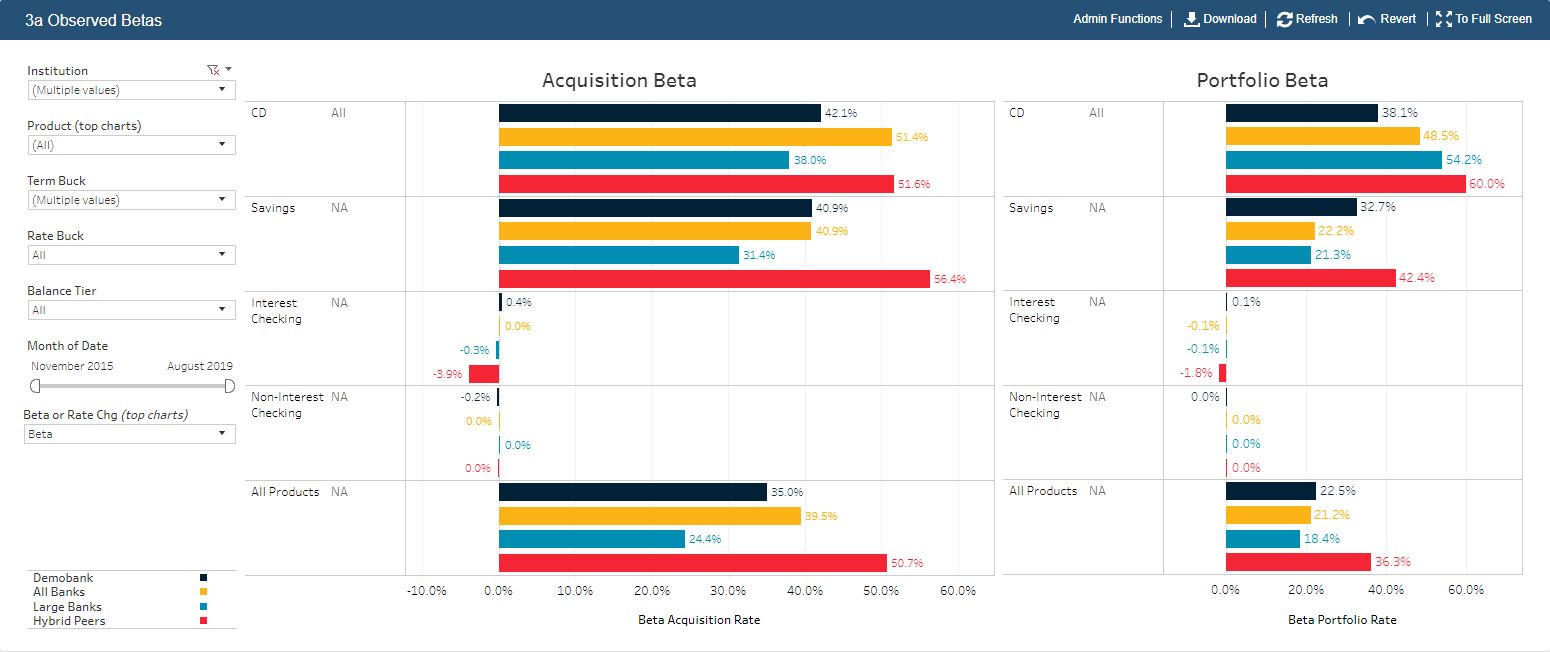 3a Observed Betas
Admin Functions
Download
Refresh
Revert
To Full Screen
Institution
(Multiple values)
Product (top charts)
(All)
Term Buck
(Multiple values)
Rate Buck
All
Balance Tier
All
Month of Date
November 2015 August 2019
Beta or Rate Chg (top charts)
Beta
Demobank
All Banks
Large Banks
Hybrid Peers
Acquisition Beta
CD All
42.1%
51.4%
38.0%
51.6%
Savings NA
40.9%
40.9%
31.4%
56.4%
Interest Checking NA
0.4%
0.0%
-0.3%
-3.9%
Non-Interest Checking NA
-0.2%
0.0%
0.0%
0.0%
All Products NA
35.0%
39.5%
24.4%
50.7%
-10.0% 0.0% 10.0% 20.0% 30.0% 40.0% 50.0% 60.0%
Beta Acquisition Rate
Portfolio Beta
CD All
38.1%
48.5%
54.2%
60.0%
Savings NA
32.7%
22.2%
21.3%
42.4%
Interest Checking NA
0.1%
-0.1%
-0.1%
-1.8%
Non-Interest Checking NA
0.0%
0.0%
0.0%
0.0%
All Products NA
22.5%
21.2%
18.4%
36.3%
0.0% 20.0% 40.0% 60.0%
Beta Portfolio Rate